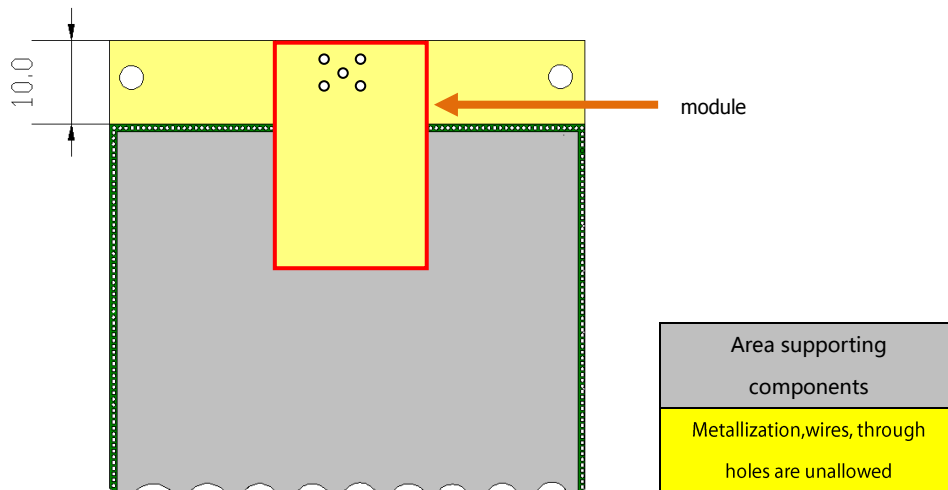 10.0
module
Area supporting
components
Metallization,wires, through
holes are unallowed